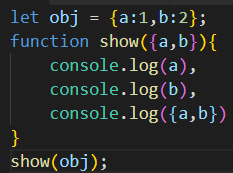 let obj = {a:1,b:2};
function show({a,b}){
    console.log(a),
    console.log(b),
    console.log({a,b})
}
show(obj);